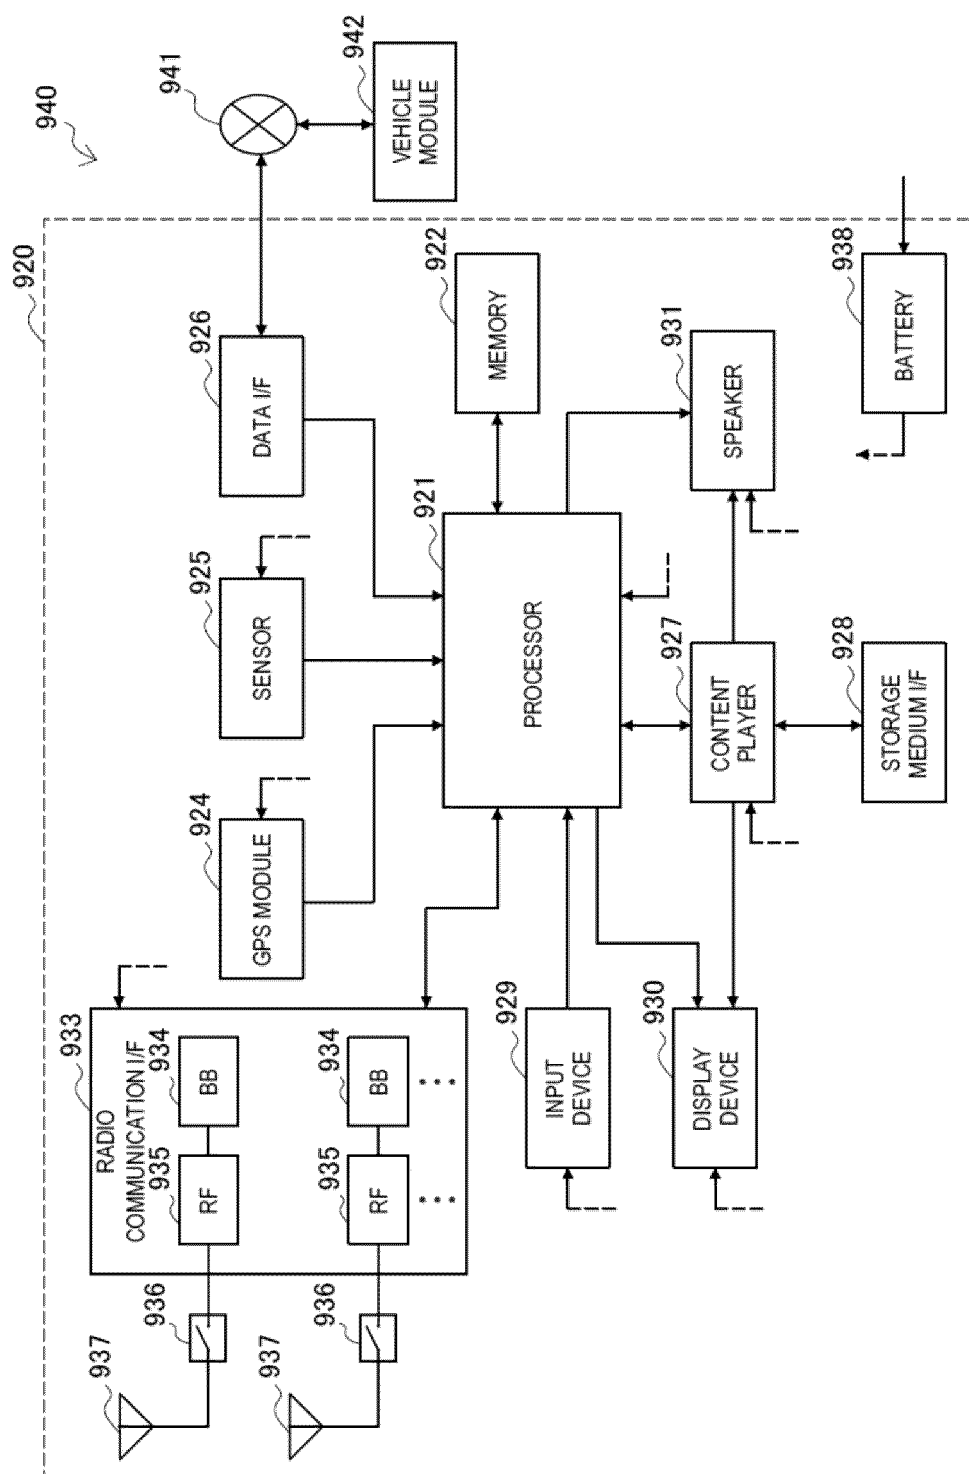 940
920
937
936
935
934
933
RADIO
COMMUNICATION I/F
RF
BB
924
GPS MODULE
925
SENSOR
926
DATA I/F
941
942
VEHICLE
MODULE
937
936
935
934
RF
BB
921
PROCESSOR
922
MEMORY
929
INPUT
DEVICE
930
DISPLAY
DEVICE
927
CONTENT
PLAYER
931
SPEAKER
928
STORAGE
MEDIUM I/F
938
BATTERY